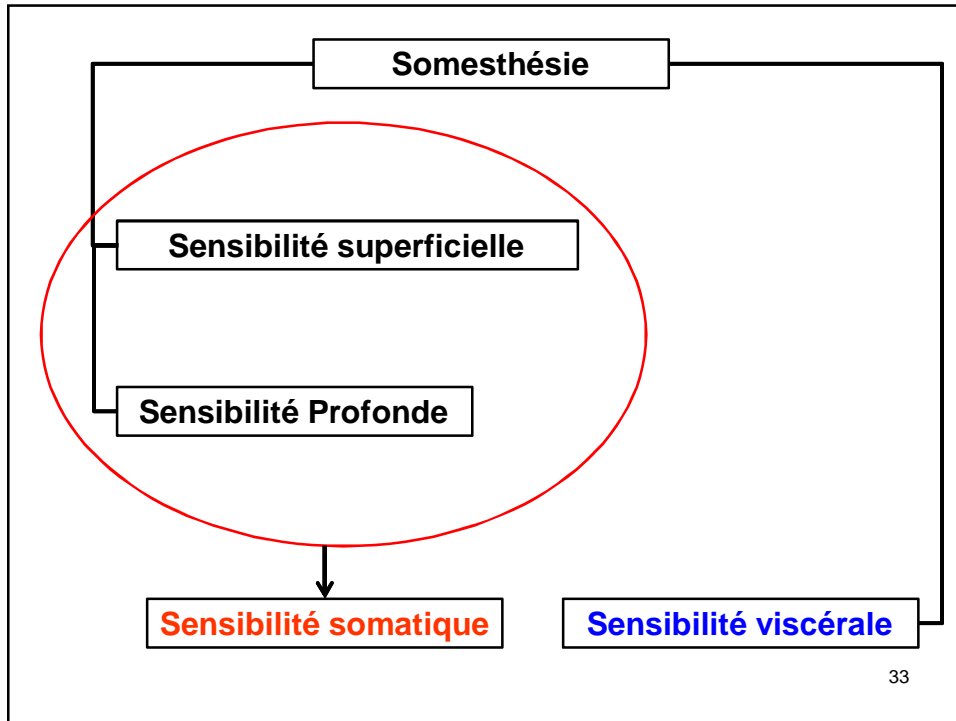 Somesthésie
Sensibilité superficielle
Sensibilité Profonde
Sensibilité somatique
Sensibilité viscérale
33